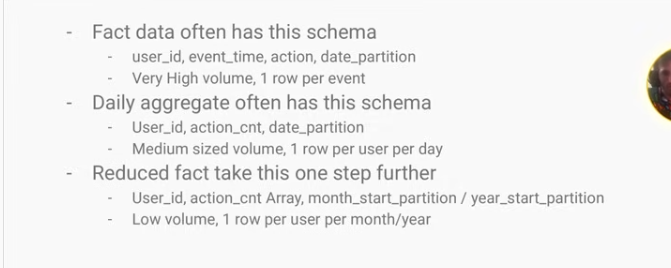 - Fact data often has this schema
- user_id, event_time, action, date_partition
- Very High volume, 1 row per event
- Daily aggregate often has this schema
- User_id, action_cnt, date_partition
- Medium sized volume, 1 row per user per day
- Reduced fact take this one step further
- User_id, action_cnt Array, month_start_partition / year_start_partition
- Low volume, 1 row per user per month/year